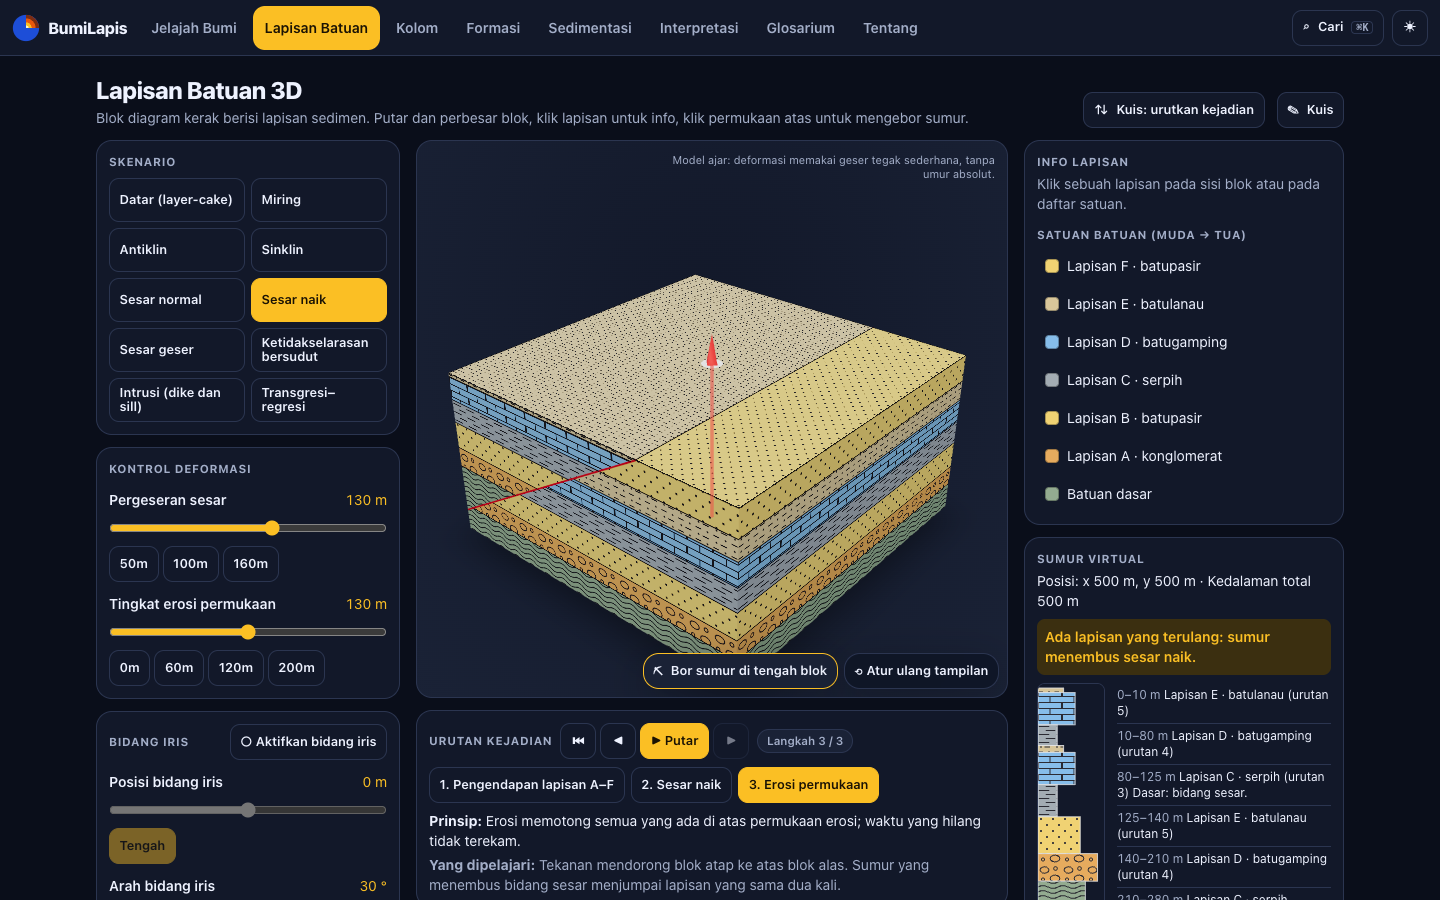 BumiLapis
Jelajah Bumi
Lapisan Batuan
Kolom
Formasi
Sedimentasi
Interpretasi
Glosarium
Tentang
Cari ⌘K
Lapisan Batuan 3D
Blok diagram kerak berisi lapisan sedimen. Putar dan perbesar blok, klik lapisan untuk info, klik permukaan atas untuk mengebor sumur.
Kuis: urutkan kejadian
Kuis
SKENARIO
Datar (layer-cake)
Miring
Antiklin
Sinklin
Sesar normal
Sesar naik
Sesar geser
Ketidakselarasan
bersudut
Intrusi (dike dan
sill)
Transgresi–
regresi
KONTROL DEFORMASI
Pergeseran sesar 130 m
50m 100m 160m
Tingkat erosi permukaan 130 m
0m 60m 120m 200m
BIDANG IRIS
Aktifkan bidang iris
Posisi bidang iris 0 m
Tengah
Arah bidang iris 30 °
Model ajar: deformasi memakai geser tegak sederhana, tanpa
umur absolut.
Bor sumur di tengah blok
Atur ulang tampilan
URUTAN KEJADIAN
Putar
Langkah 3 / 3
1. Pengendapan lapisan A–F
2. Sesar naik
3. Erosi permukaan
Prinsip: Erosi memotong semua yang ada di atas permukaan erosi; waktu yang hilang
tidak terekam.
Yang dipelajari: Tekanan mendorong blok atap ke atas blok alas. Sumur yang
menembus bidang sesar menjumpai lapisan yang sama dua kali.
INFO LAPISAN
Klik sebuah lapisan pada sisi blok atau pada
daftar satuan.
SATUAN BATUAN (MUDA → TUA)
Lapisan F · batupasir
Lapisan E · batulanau
Lapisan D · batugamping
Lapisan C · serpih
Lapisan B · batupasir
Lapisan A · konglomerat
Batuan dasar
SUMUR VIRTUAL
Posisi: x 500 m, y 500 m · Kedalaman total
500 m
Ada lapisan yang terulang: sumur
menembus sesar naik.
0–10 m Lapisan E · batulanau (urutan
5)
10–80 m Lapisan D · batugamping
(urutan 4)
80–125 m Lapisan C · serpih (urutan
3) Dasar: bidang sesar.
125–140 m Lapisan E · batulanau
(urutan 5)
140–210 m Lapisan D · batugamping
(urutan 4)
210–280 m Lapisan C · serpih